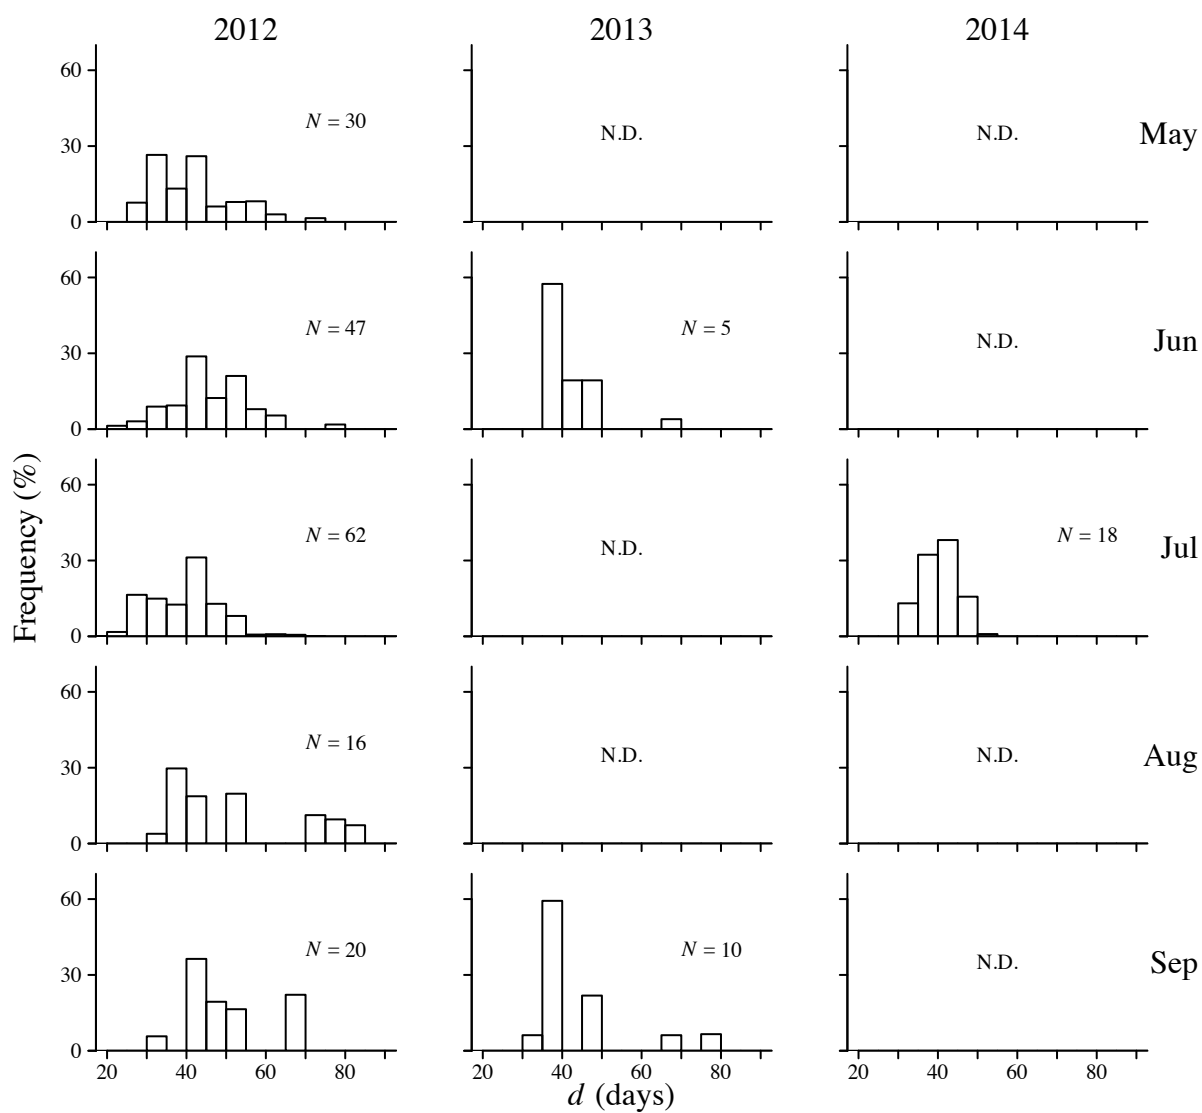 2012 2013 2014
60
30
0
N = 30
N.D.
N.D.
May
60
30
0
N = 47
N = 5
N.D.
Jun
60
30
0
N = 62
N.D.
N = 18
Jul
Frequency (%)
60
30
0
N = 16
N.D.
N.D.
Aug
60
30
0
N = 20
N = 10
N.D.
Sep
20 40 60 80 20 40 60 80 20 40 60 80
d (days)